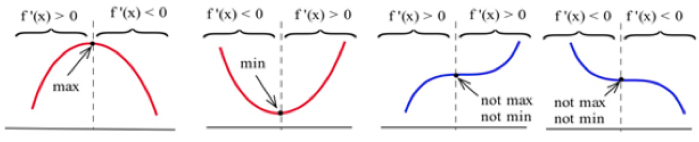 f '(x) > 0 f '(x) < 0
max
f '(x) < 0 f '(x) > 0
min
f '(x) > 0 f '(x) > 0
not max
not min
f '(x) < 0 f '(x) < 0
not max
not min